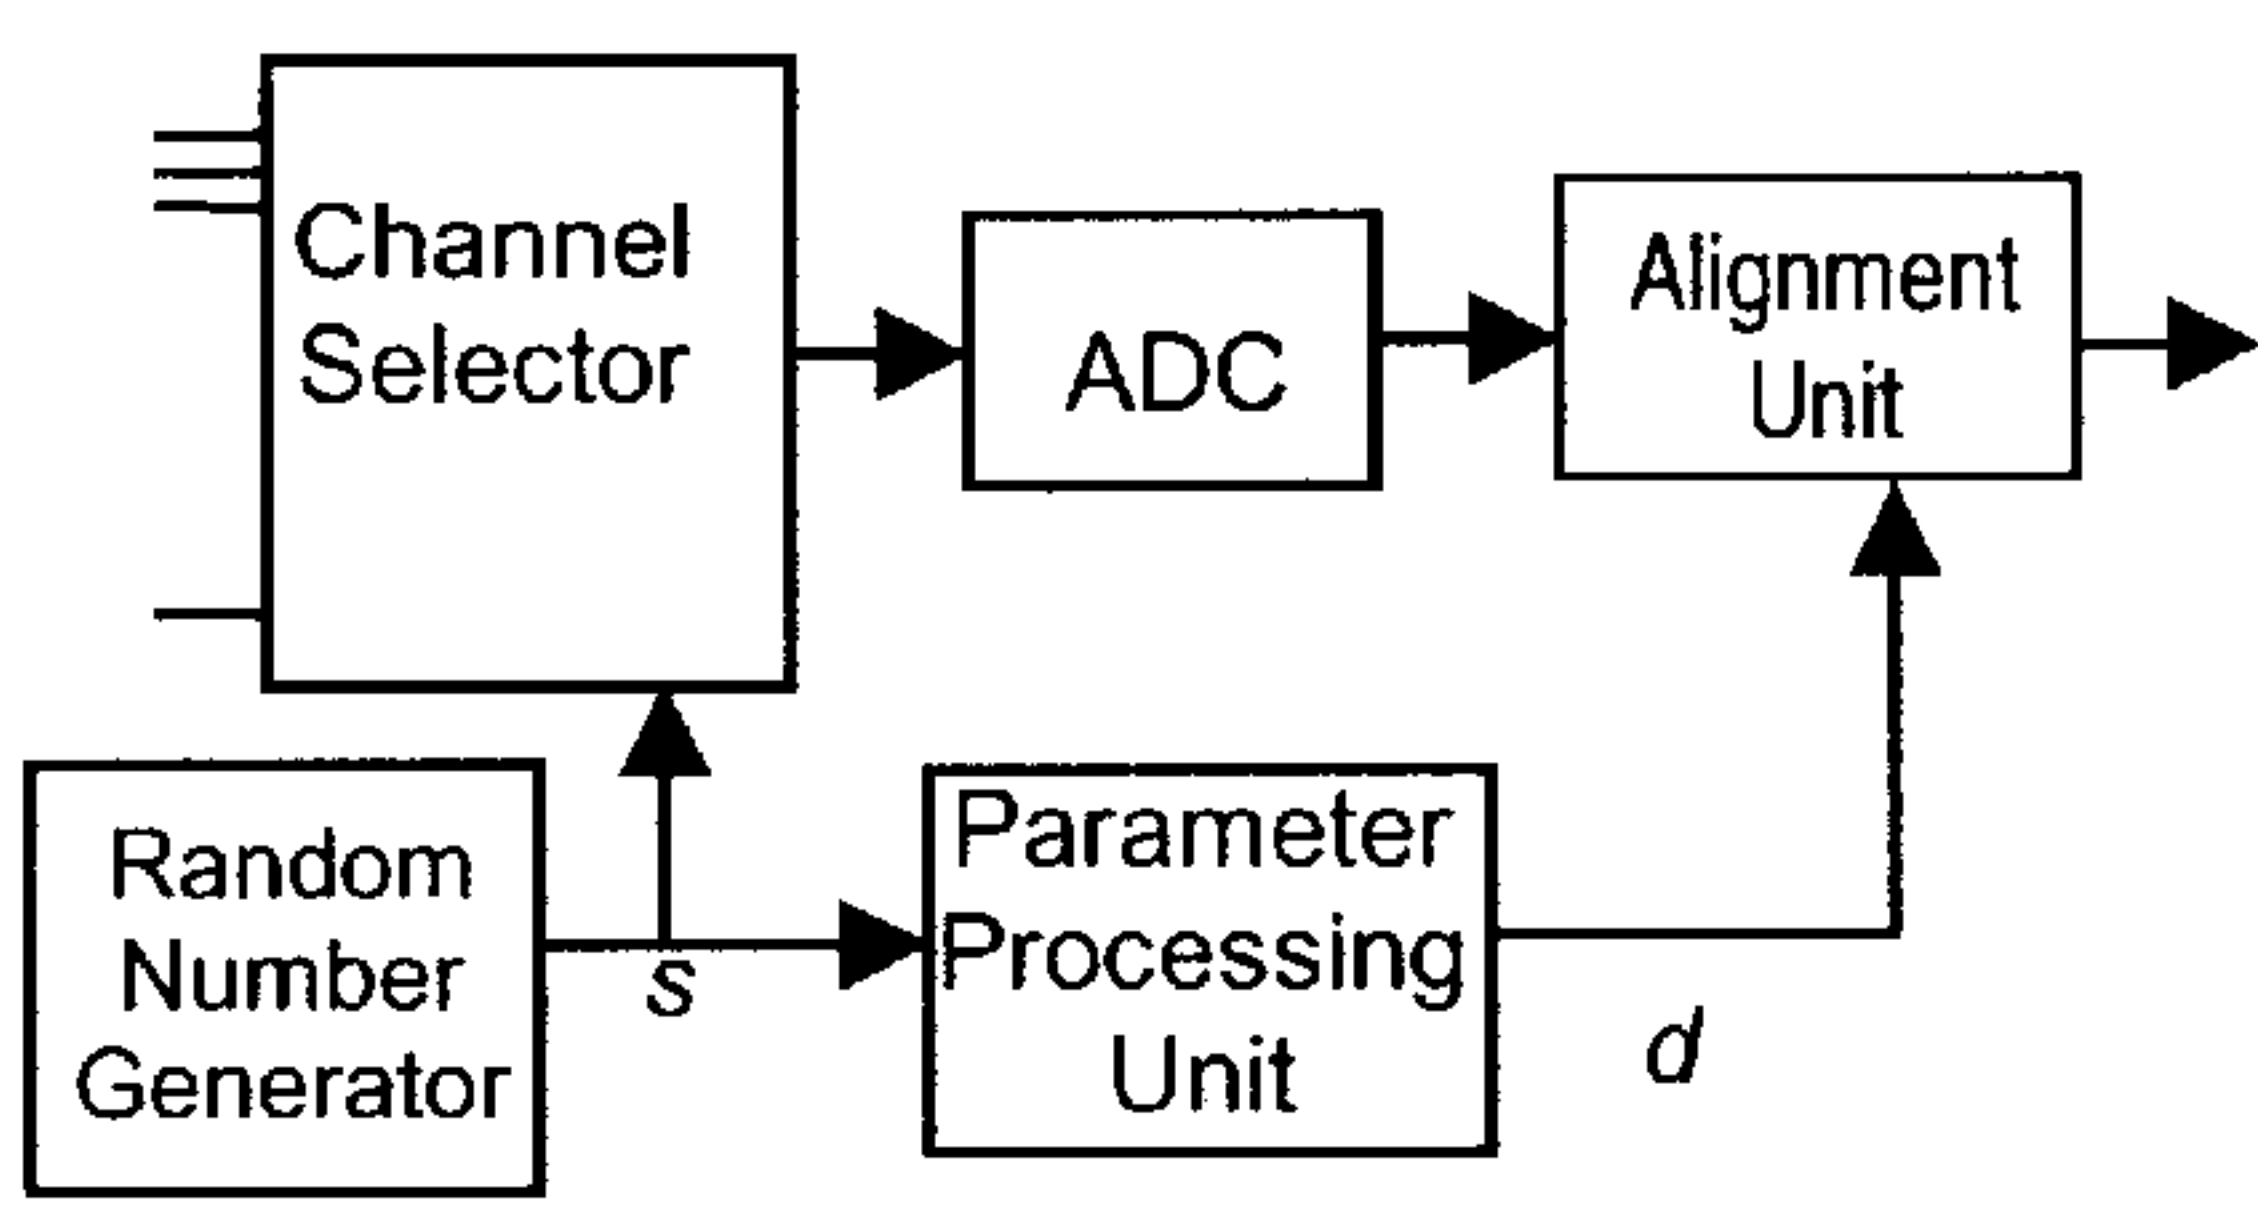 Channel
Selector
ADC
Alignment
Unit
Random
Number
Generator
s
Parameter
Processing
Unit
d